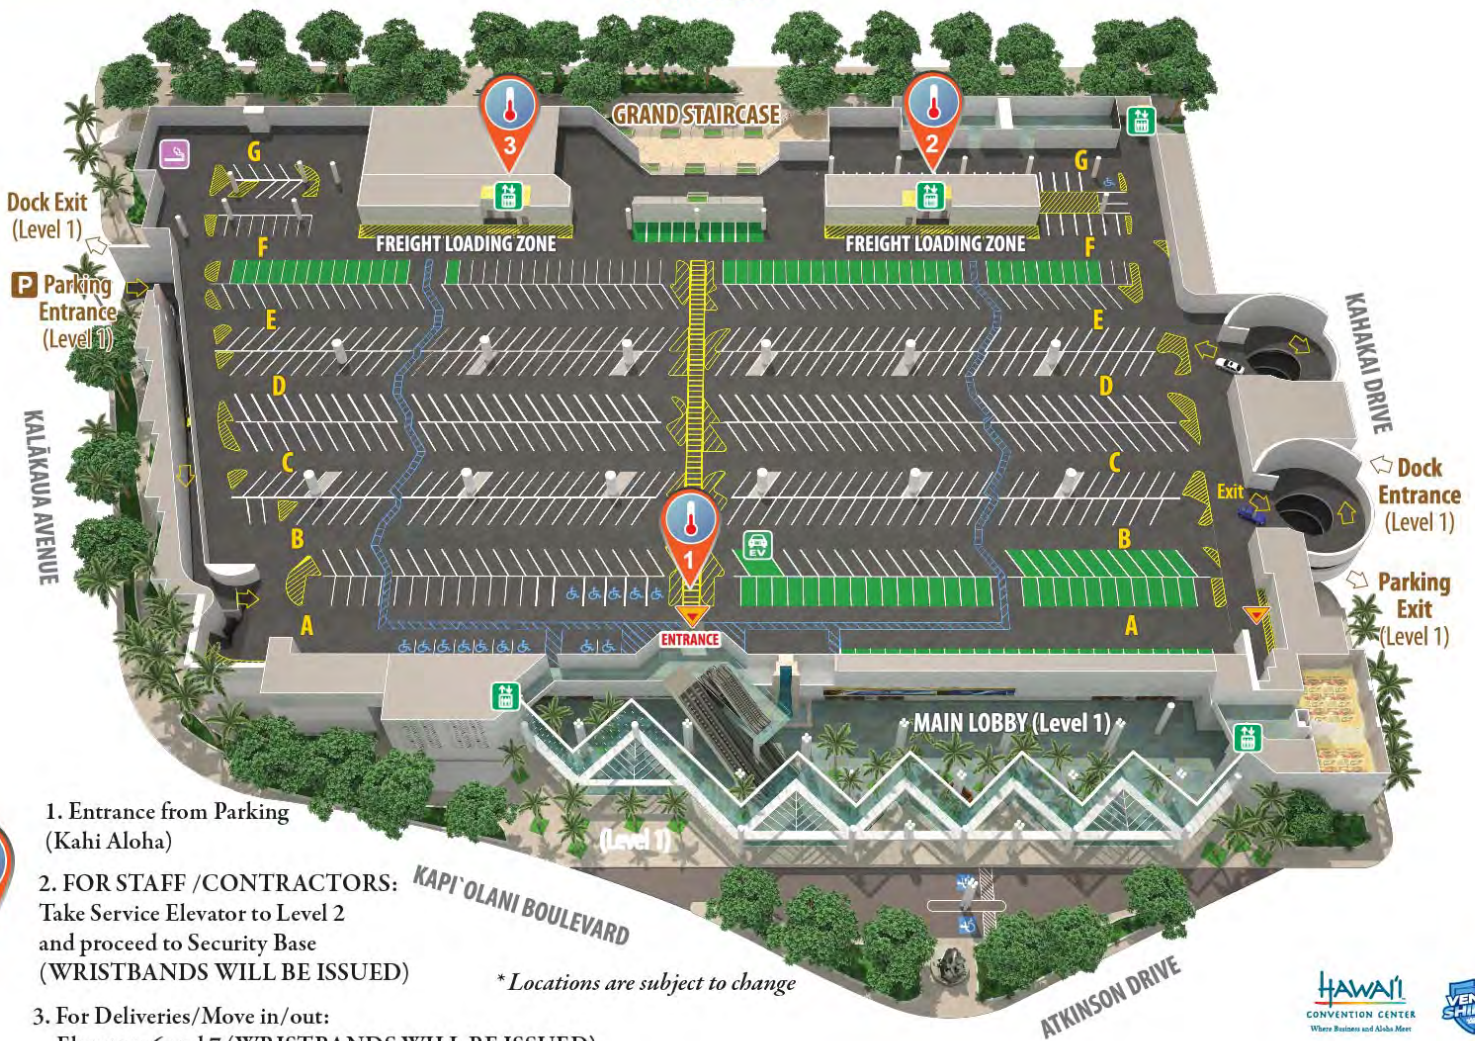 GRAND STAIRCASE
3
2
G
G
Dock Exit
(Level 1)
FREIGHT LOADING ZONE
FREIGHT LOADING ZONE
F
F
P Parking
Entrance
(Level 1)
E
E
KAHAKAI DRIVE
D
D
KALĀKAUA AVENUE
C
C
Dock
Entrance
(Level 1)
Exit
1
EV
B
B
Parking
Exit
(Level 1)
A
A
ENTRANCE
MAIN LOBBY (Level 1)
(Level 1)
1. Entrance from Parking
(Kahi Aloha)
2. FOR STAFF /CONTRACTORS:
Take Service Elevator to Level 2
and proceed to Security Base
(WRISTBANDS WILL BE ISSUED)
3. For Deliveries/Move in/out:
KAPI`OLANI BOULEVARD
* Locations are subject to change
ATKINSON DRIVE
HAWAI'I
CONVENTION CENTER
Where Business and Aloha Meet